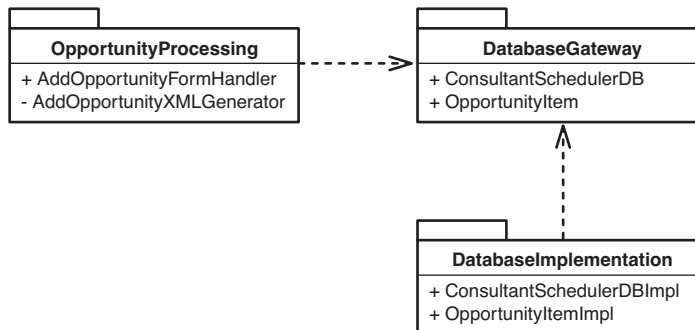 OpportunityProcessing
+ AddOpportunityFormHandler
- AddOpportunityXMLGenerator
DatabaseGateway
+ ConsultantSchedulerDB
+ OpportunityItem
DatabaseImplementation
+ ConsultantSchedulerDBImpl
+ OpportunityItemImpl